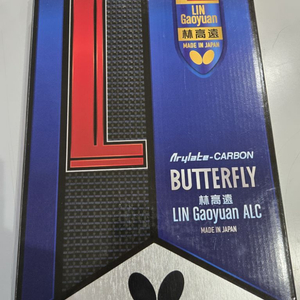 L
LIN
Gaoyuan
林高遠
MADE IN JAPAN
Arylate-CARBON
BUTTERFLY
林高遠
LIN Gaoyuan ALC
MADE IN JAPAN